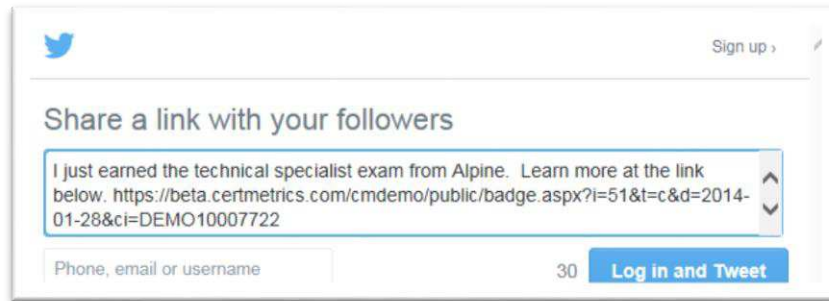 Sign up ›
Share a link with your followers
I just earned the technical specialist exam from Alpine.  Learn more at the link
below. https://beta.certmetrics.com/cmdemo/public/badge.aspx?i=51&t=c&d=2014-
01-28&ci=DEMO10007722
Phone, email or username
30 Log in and Tweet